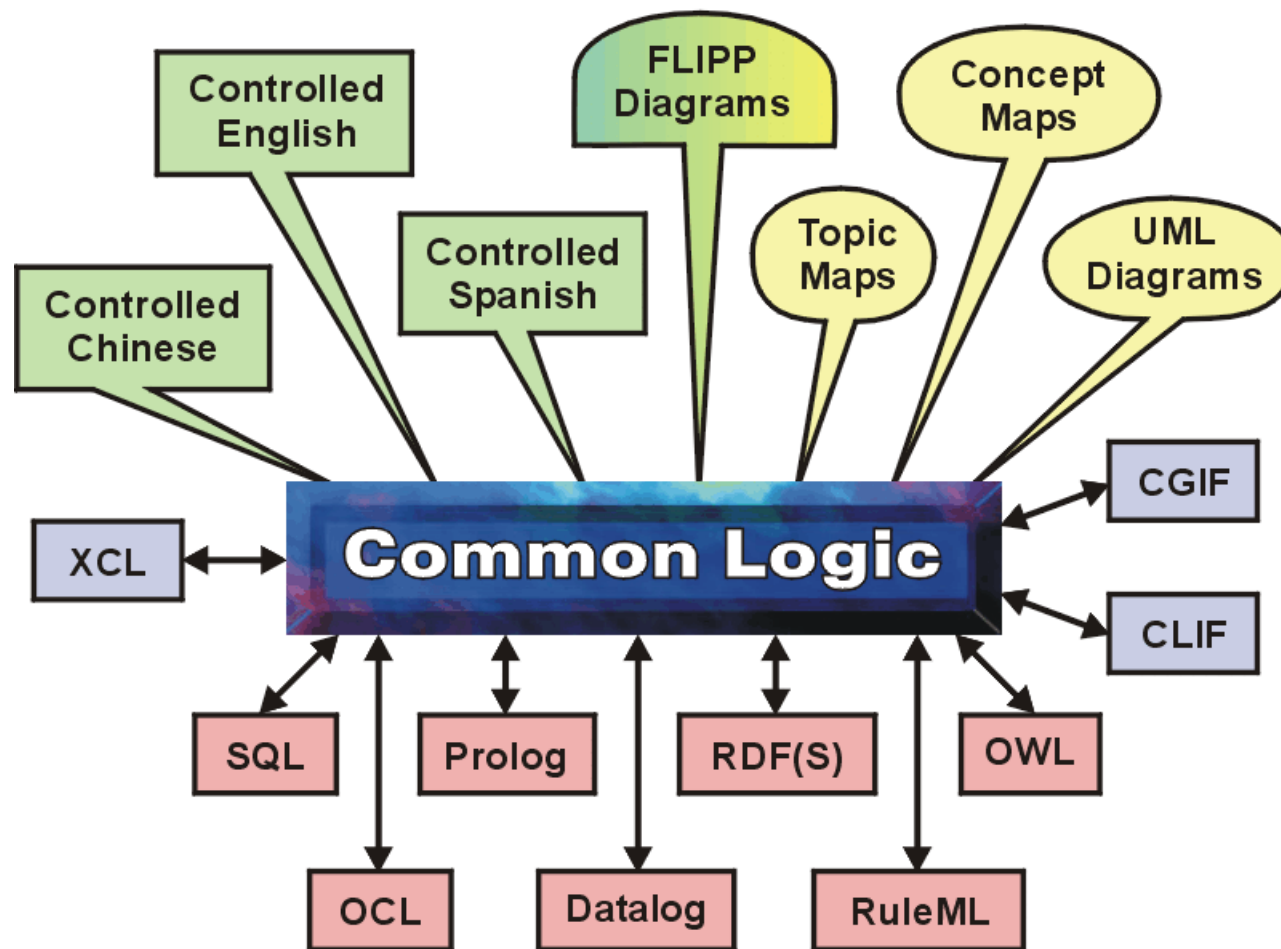 FLIPP
Diagrams
Concept
Maps
Controlled
English
Controlled
Spanish
Topic
Maps
UML
Diagrams
Controlled
Chinese
CGIF
XCL
Common Logic
CLIF
SQL
Prolog
RDF(S)
OWL
OCL
Datalog
RuleML